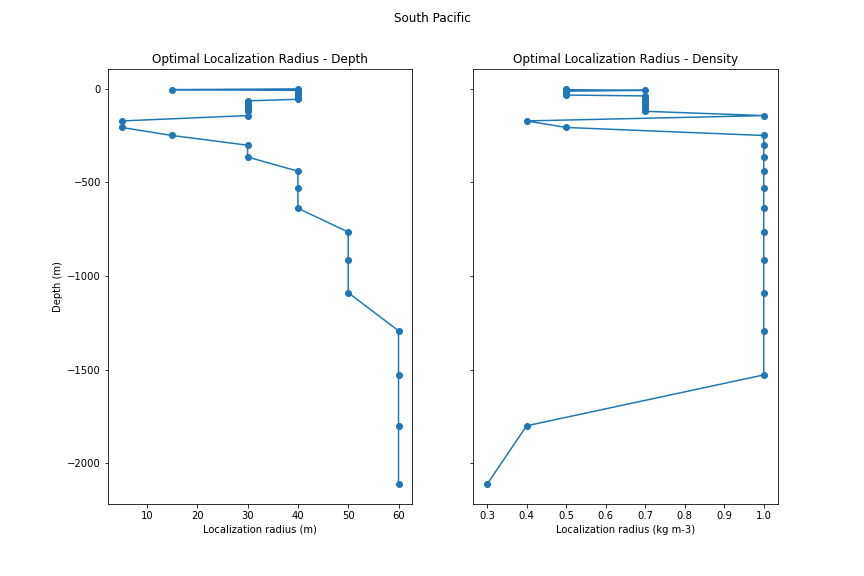 South Pacific
Optimal Localization Radius - Depth
Optimal Localization Radius - Density
0
−500
−1000
−1500
−2000
Depth (m)
10 20 30 40 50 60
0.3 0.4 0.5 0.6 0.7 0.8 0.9 1.0
Localization radius (m)
Localization radius (kg m-3)